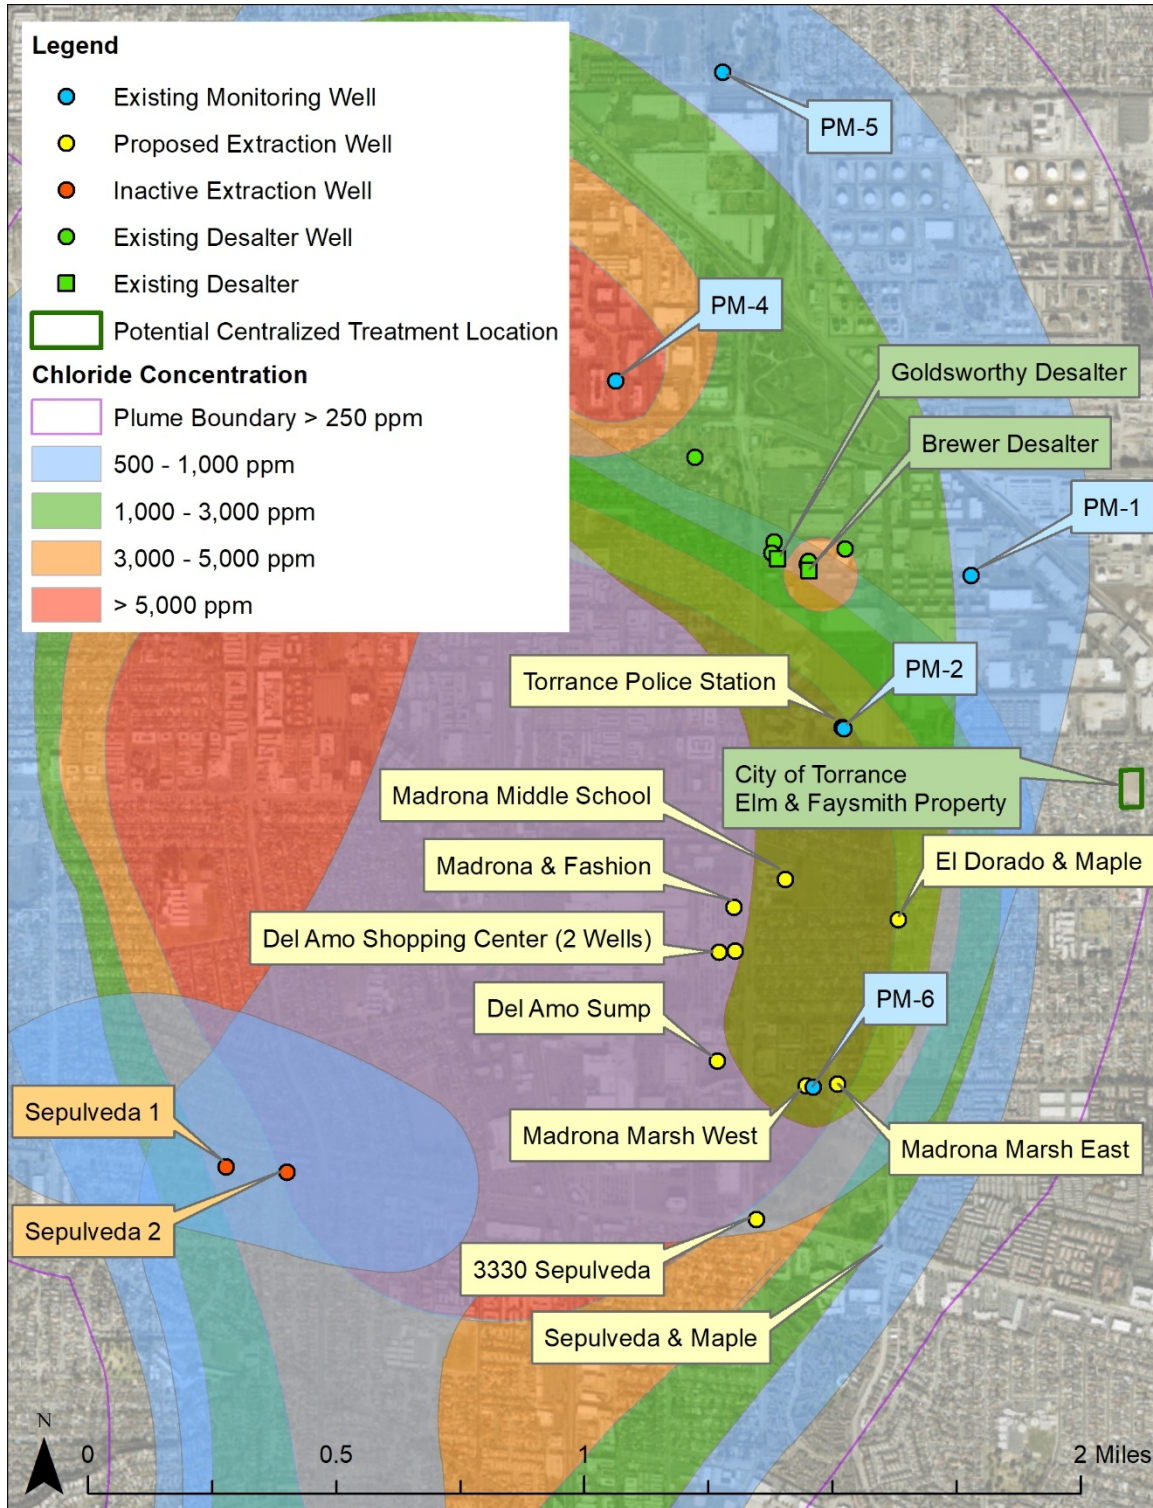 Legend
Existing Monitoring Well
Proposed Extraction Well
Inactive Extraction Well
Existing Desalter Well
Existing Desalter
Potential Centralized Treatment Location
Chloride Concentration
Plume Boundary > 250 ppm
500 - 1,000 ppm
1,000 - 3,000 ppm
3,000 - 5,000 ppm
> 5,000 ppm
PM-5
PM-4
Goldsworthy Desalter
Brewer Desalter
PM-1
PM-2
Torrance Police Station
City of Torrance
Elm & Faysmith Property
Madrona Middle School
Madrona & Fashion
El Dorado & Maple
Del Amo Shopping Center (2 Wells)
Del Amo Sump
PM-6
Sepulveda 1
Madrona Marsh West
Madrona Marsh East
Sepulveda 2
3330 Sepulveda
Sepulveda & Maple
N
0 0.5 1 2 Miles